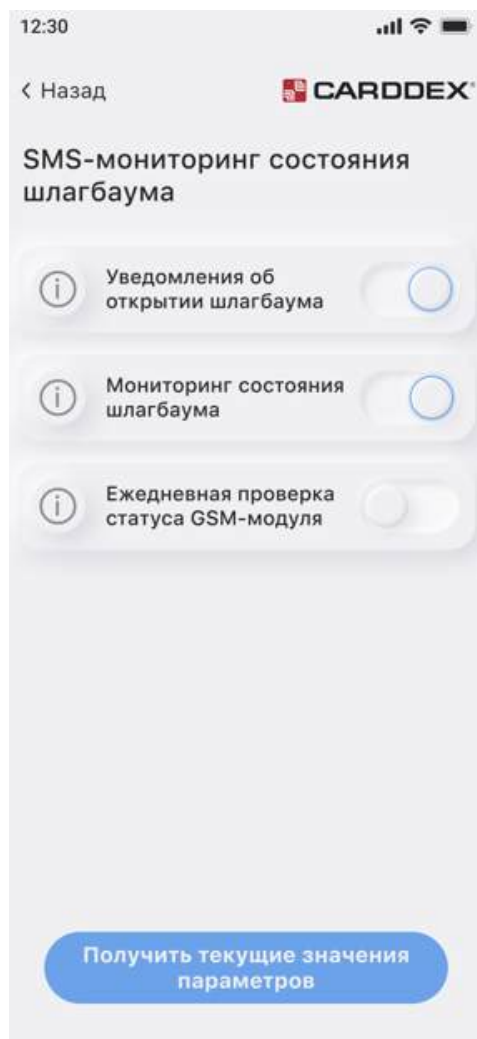 12:30
Назад
CARDDEX
SMS-мониторинг состояния
шлагбаума
Уведомления об
открытии шлагбаума
Мониторинг состояния
шлагбаума
Ежедневная проверка
статуса GSM-модуля
Получить текущие значения
параметров